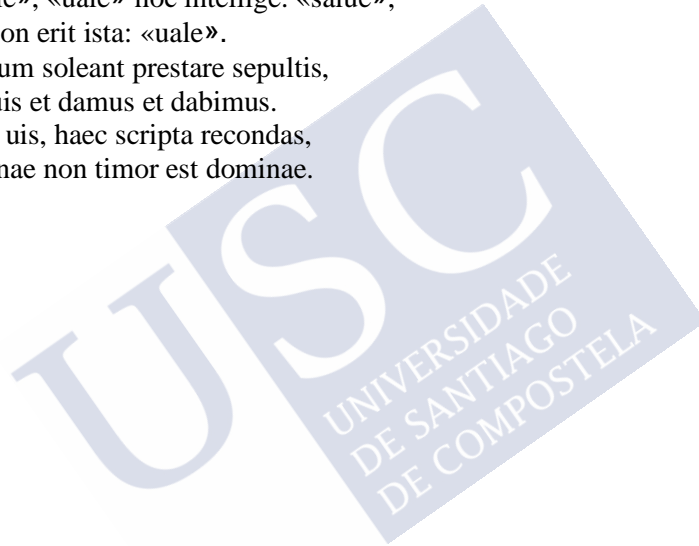 », «uale» hoc intellige: «salue»,
on erit ista: «uale».
um soleant prestare sepultis,
uis et damus et dabimus.
uis, haec scripta recondas,
nae non timor est dominae.
USC
UNIVERSIDADE
DE SANTIAGO
DE COMPOSTELA